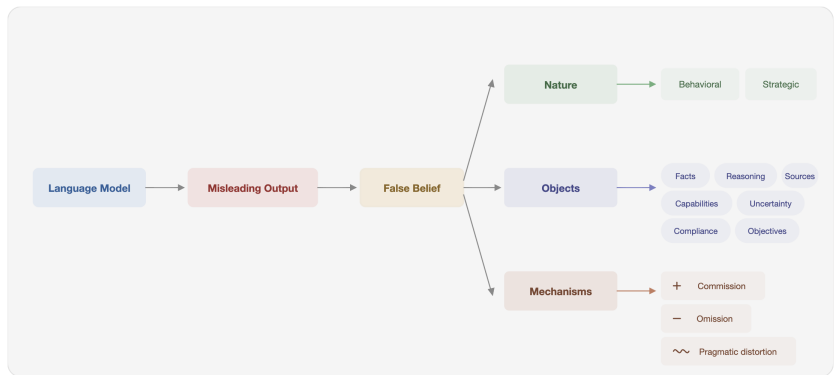 Language Model
Misleading Output
False Belief
Nature
Behavioral
Strategic
Objects
Facts
Reasoning
Sources
Capabilities
Uncertainty
Compliance
Objectives
Mechanisms
+ Commission
− Omission
Pragmatic distortion